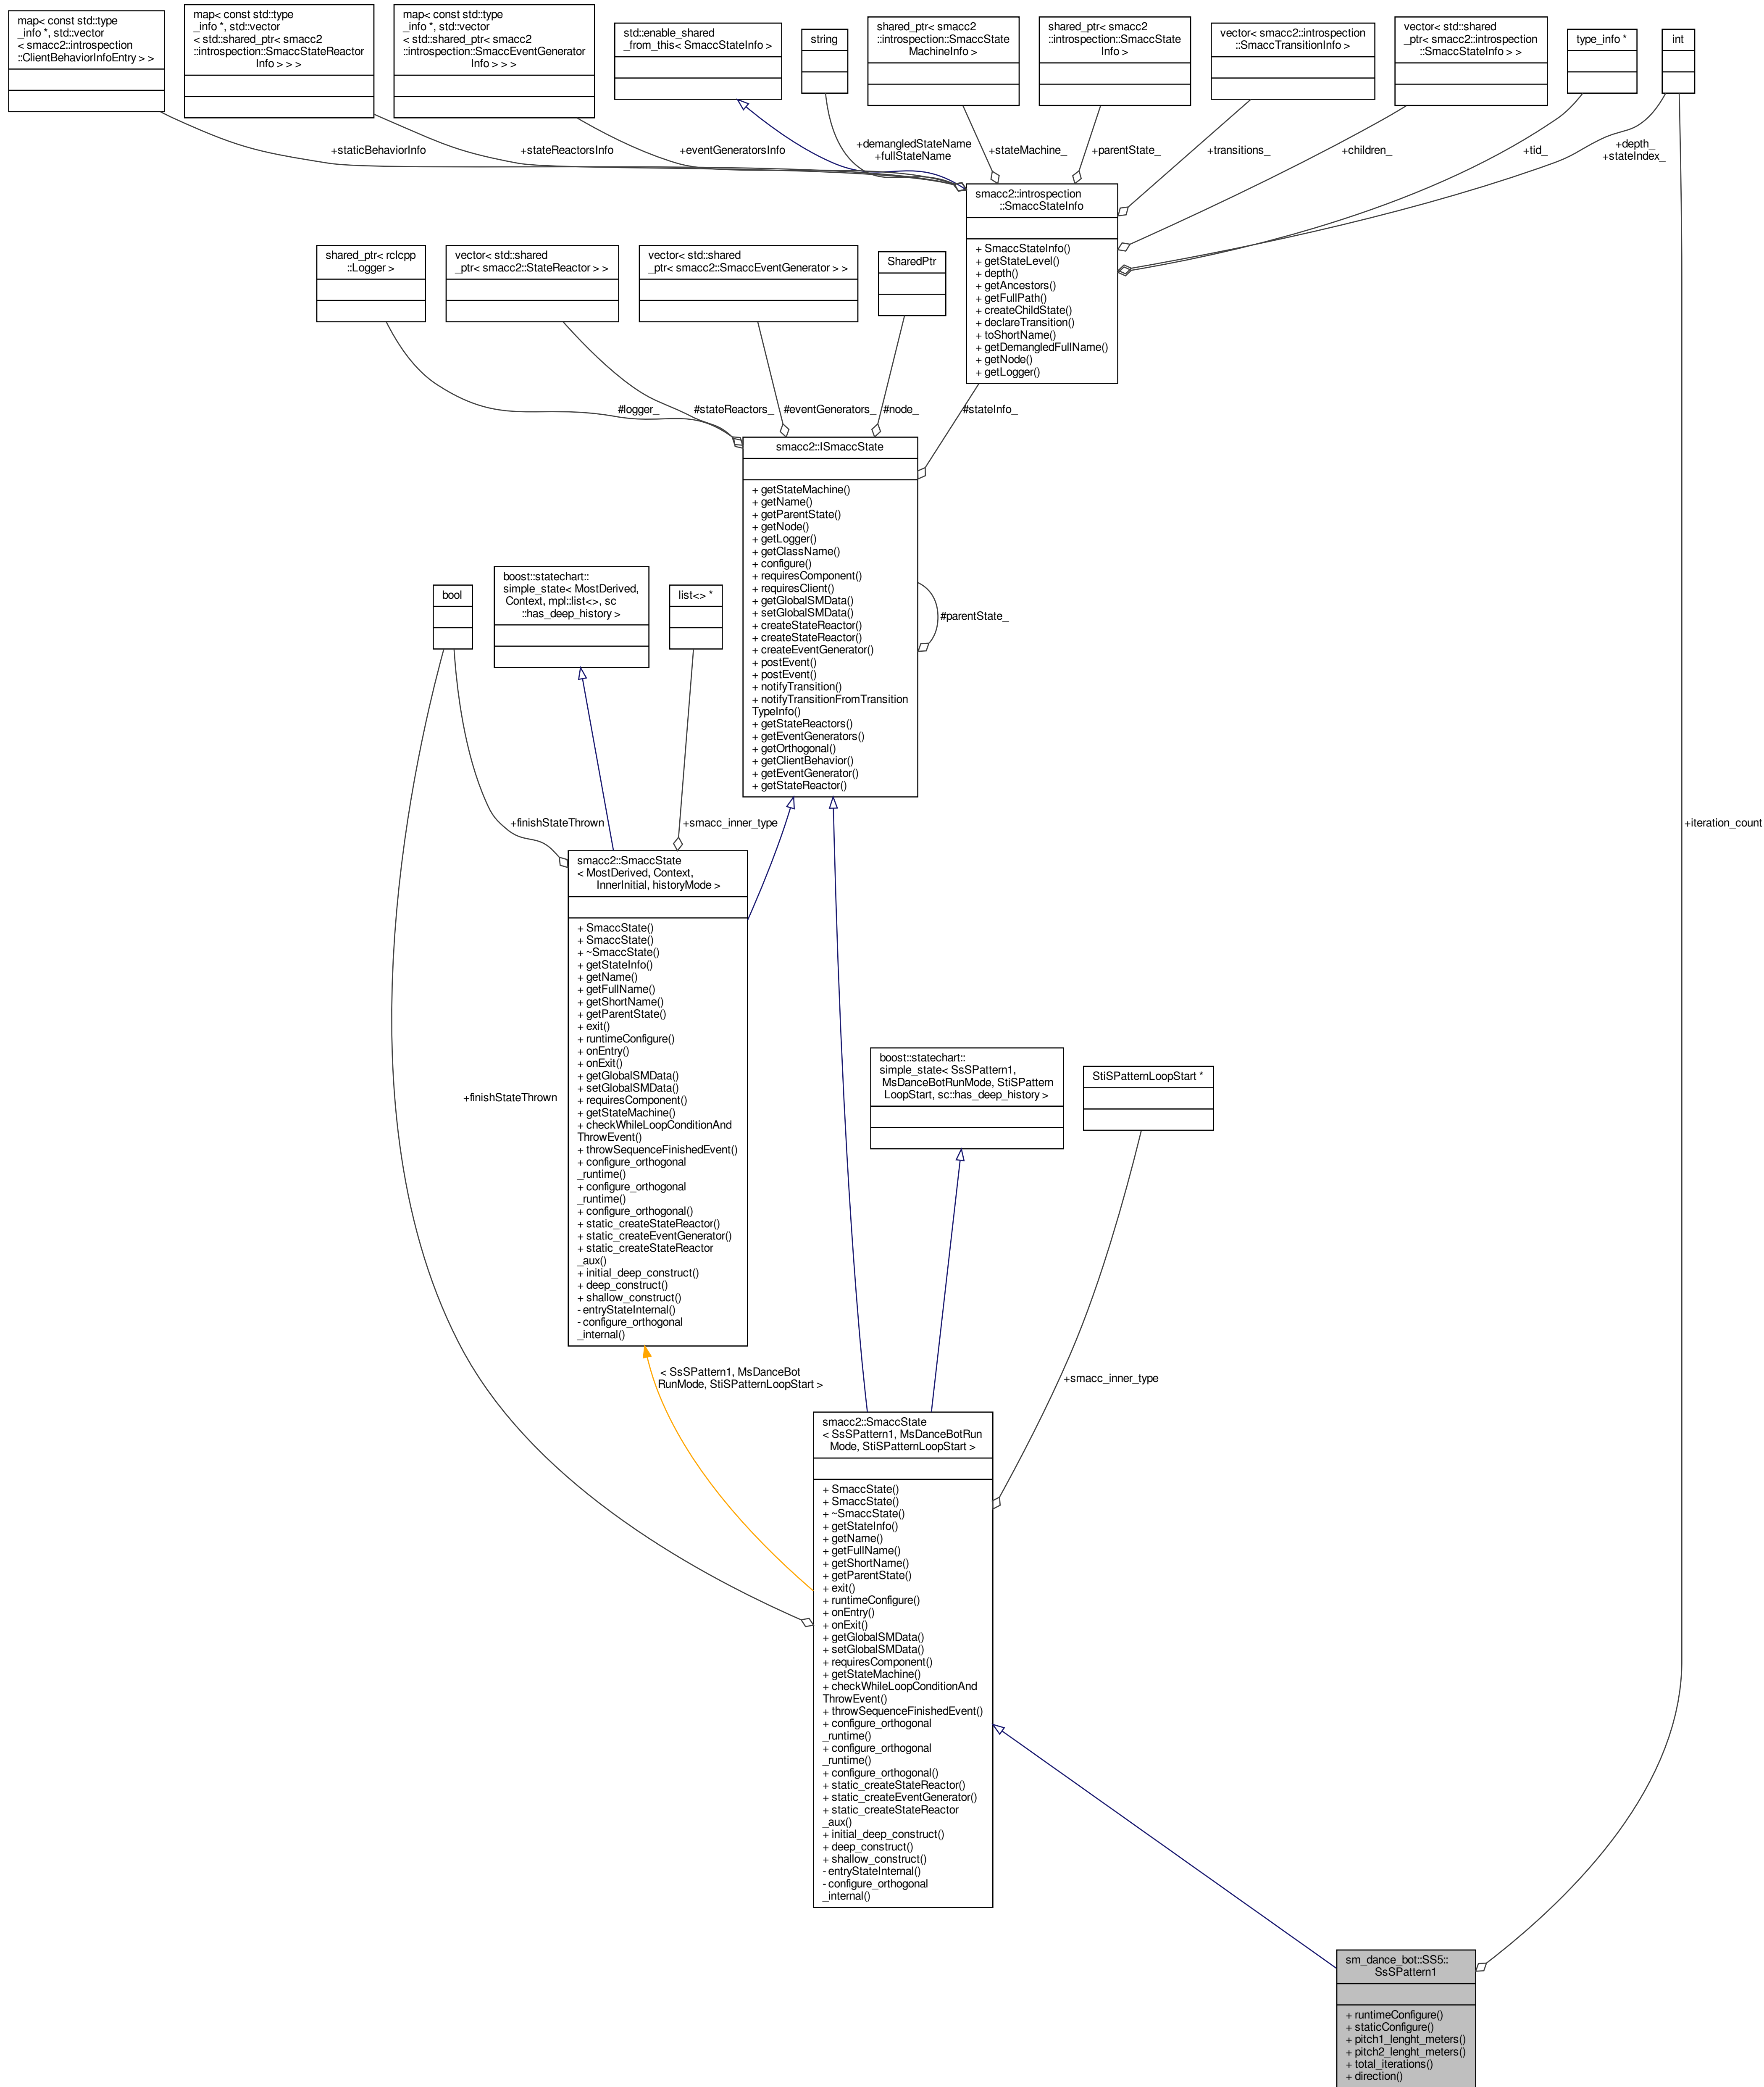 map< const std::type
_info *, std::vector
< smacc2::introspection
::ClientBehaviorInfoEntry > >
map< const std::type
_info *, std::vector
< std::shared_ptr< smacc2
::introspection::SmaccStateReactor
Info > > >
map< const std::type
_info *, std::vector
< std::shared_ptr< smacc2
::introspection::SmaccEventGenerator
Info > > >
std::enable_shared
_from_this< SmaccStateInfo >
string
shared_ptr< smacc2
::introspection::SmaccState
MachineInfo >
shared_ptr< smacc2
::introspection::SmaccState
Info >
vector< smacc2::introspection
::SmaccTransitionInfo >
vector< std::shared
_ptr< smacc2::introspection
::SmaccStateInfo > >
type_info *
int
+staticBehaviorInfo
+stateReactorsInfo
+eventGeneratorsInfo
+demangledStateName
+fullStateName
+stateMachine_
+parentState_
+transitions_
+children_
+tid_
+depth_
+stateIndex_
smacc2::introspection
::SmaccStateInfo
+ SmaccStateInfo()
+ getStateLevel()
+ depth()
+ getAncestors()
+ getFullPath()
+ createChildState()
+ declareTransition()
+ toShortName()
+ getDemangledFullName()
+ getNode()
+ getLogger()
shared_ptr< rclcpp
::Logger >
vector< std::shared
_ptr< smacc2::StateReactor > >
vector< std::shared
_ptr< smacc2::SmaccEventGenerator > >
SharedPtr
#logger_
#stateReactors_
#eventGenerators_
#node_
#stateInfo_
smacc2::ISmaccState
+ getStateMachine()
+ getName()
+ getParentState()
+ getNode()
+ getLogger()
+ getClassName()
+ configure()
+ requiresComponent()
+ requiresClient()
+ getGlobalSMData()
+ setGlobalSMData()
+ createStateReactor()
+ createStateReactor()
+ createEventGenerator()
+ postEvent()
+ postEvent()
+ notifyTransition()
+ notifyTransitionFromTransition
TypeInfo()
+ getStateReactors()
+ getEventGenerators()
+ getOrthogonal()
+ getClientBehavior()
+ getEventGenerator()
+ getStateReactor()
#parentState_
bool
boost::statechart::
simple_state< MostDerived,
Context, mpl::list<>, sc
::has_deep_history >
list<> *
+finishStateThrown
+smacc_inner_type
+iteration_count
smacc2::SmaccState
< MostDerived, Context,
InnerInitial, historyMode >
+ SmaccState()
+ SmaccState()
+ ~SmaccState()
+ getStateInfo()
+ getName()
+ getFullName()
+ getShortName()
+ getParentState()
+ exit()
+ runtimeConfigure()
+ onEntry()
+ onExit()
+ getGlobalSMData()
+ setGlobalSMData()
+ requiresComponent()
+ getStateMachine()
+ checkWhileLoopConditionAnd
ThrowEvent()
+ throwSequenceFinishedEvent()
+ configure_orthogonal
_runtime()
+ configure_orthogonal
_runtime()
+ configure_orthogonal()
+ static_createStateReactor()
+ static_createEventGenerator()
+ static_createStateReactor
_aux()
+ initial_deep_construct()
+ deep_construct()
+ shallow_construct()
- entryStateInternal()
- configure_orthogonal
_internal()
+finishStateThrown
boost::statechart::
simple_state< SsSPattern1,
MsDanceBotRunMode, StiSPattern
LoopStart, sc::has_deep_history >
StiSPatternLoopStart *
< SsSPattern1, MsDanceBot
RunMode, StiSPatternLoopStart >
+smacc_inner_type
smacc2::SmaccState
< SsSPattern1, MsDanceBotRun
Mode, StiSPatternLoopStart >
+ SmaccState()
+ SmaccState()
+ ~SmaccState()
+ getStateInfo()
+ getName()
+ getFullName()
+ getShortName()
+ getParentState()
+ exit()
+ runtimeConfigure()
+ onEntry()
+ onExit()
+ getGlobalSMData()
+ setGlobalSMData()
+ requiresComponent()
+ getStateMachine()
+ checkWhileLoopConditionAnd
ThrowEvent()
+ throwSequenceFinishedEvent()
+ configure_orthogonal
_runtime()
+ configure_orthogonal
_runtime()
+ configure_orthogonal()
+ static_createStateReactor()
+ static_createEventGenerator()
+ static_createStateReactor
_aux()
+ initial_deep_construct()
+ deep_construct()
+ shallow_construct()
- entryStateInternal()
- configure_orthogonal
_internal()
sm_dance_bot::SS5::
SsSPattern1
+ runtimeConfigure()
+ staticConfigure()
+ pitch1_lenght_meters()
+ pitch2_lenght_meters()
+ total_iterations()
+ direction()